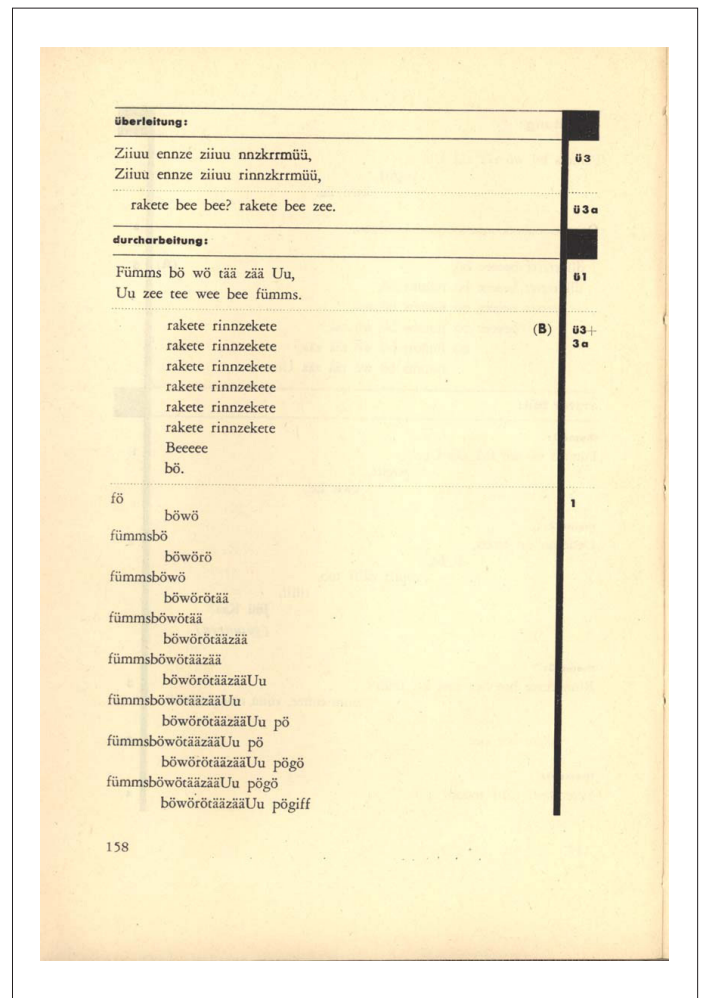 überleitung:
Ziiuu ennze ziiuu nnzkrrmüü, ü3
Ziiuu ennze ziiuu rinnzkrrmüü,
rakete bee bee? rakete bee zee. ü3a
durcharbeitung:
Fümms bö wö tää zää Uu, ü1
Uu zee tee wee bee fümms.
rakete rinnzekete (B) ü3+
rakete rinnzekete 3a
rakete rinnzekete
rakete rinnzekete
rakete rinnzekete
rakete rinnzekete
Beeeee
bö.
fö 1
böwö
fümmsbö
böwörö
fümmsböwö
böwörötää
fümmsböwötää
böwörötääzää
fümmsböwötääzää
böwörötääzääUu
fümmsböwötääzääUu
böwörötääzääUu pö
fümmsböwötääzääUu pö
böwörötääzääUu pögö
fümmsböwötääzääUu pögö
böwörötääzääUu pögiff
158